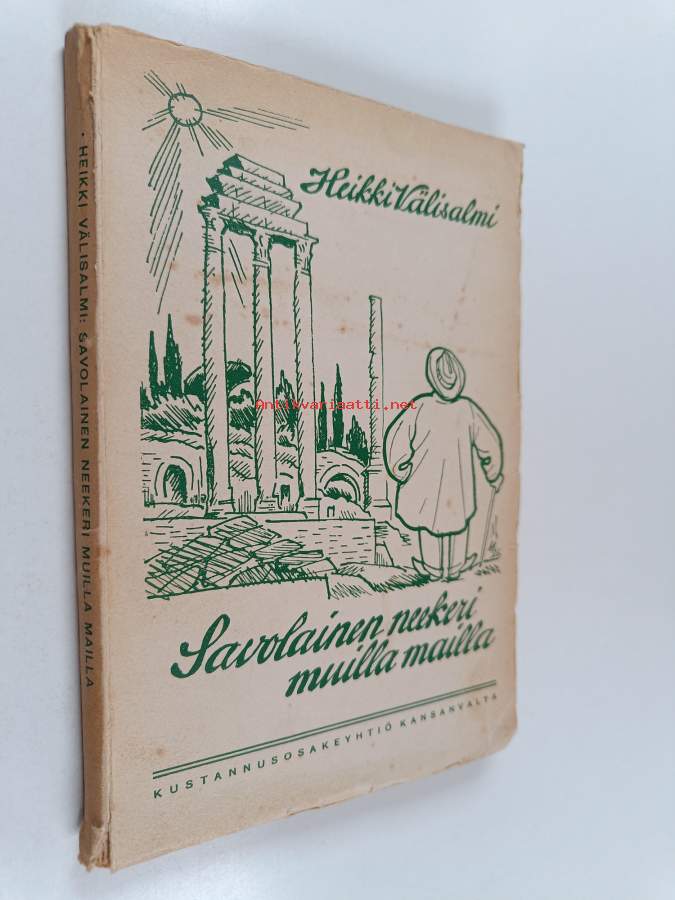 · HEIKKI VÄLISALMI: SAVOLAINEN NEEKERI MUILLA MAILLA
Heikki Välisalmi
Antikvariaatti.net
Savolainen neekeri
muilla mailla
KUSTANNUSOSAKEYHTIÖ KANSANVALTA